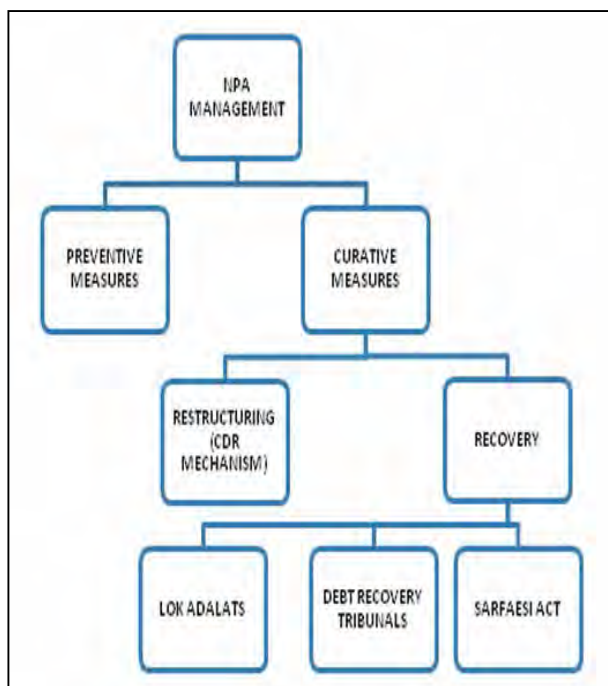 NPA
MANAGEMENT
PREVENTIVE
MEASURES
CURATIVE
MEASURES
RESTRUCTURING
(CDR
MECHANISM)
RECOVERY
LOK ADALATS
DEBT RECOVERY
TRIBUNALS
SARFAESI ACT